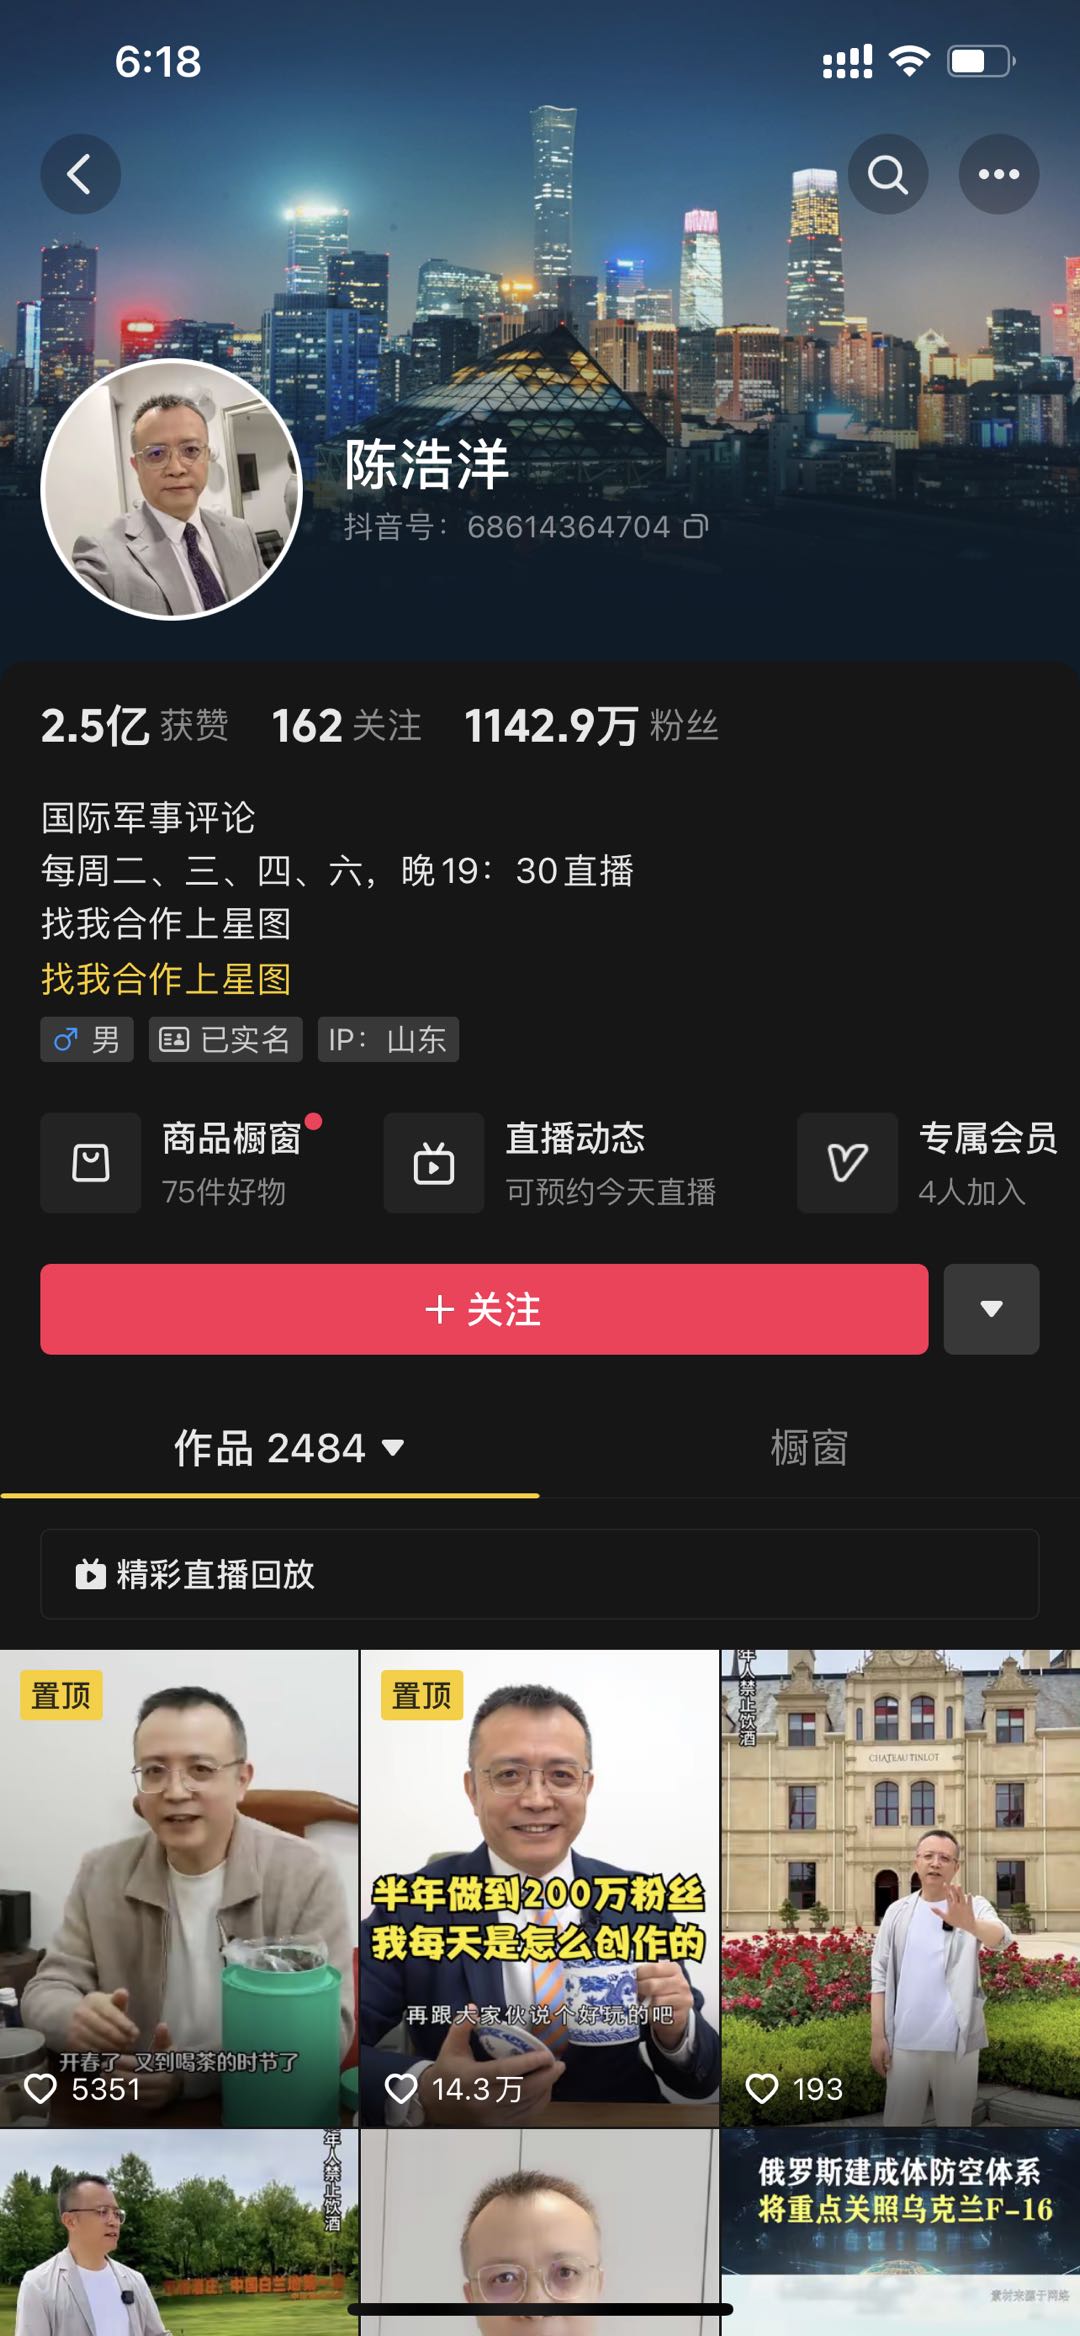 6:18
陈浩洋
抖音号：68614364704
2.5亿 获赞 162 关注 1142.9万 粉丝
国际军事评论
每周二、三、四、六，晚19：30直播
找我合作上星图
找我合作上星图
男 已实名 IP：山东
商品橱窗 直播动态 专属会员
75件好物 可预约今天直播 4人加入
关注
作品 2484 橱窗
精彩直播回放
置顶
开春了 又到喝茶的时节了
5351
置顶
半年做到200万粉丝
我每天是怎么创作的
再跟大家伙说个好玩的吧
14.3万
年人禁止饮酒
CHATEAU TINLOT
193
年人禁止饮酒
俄罗斯建成体防空体系
将重点关照乌克兰F-16
素材来源于网络